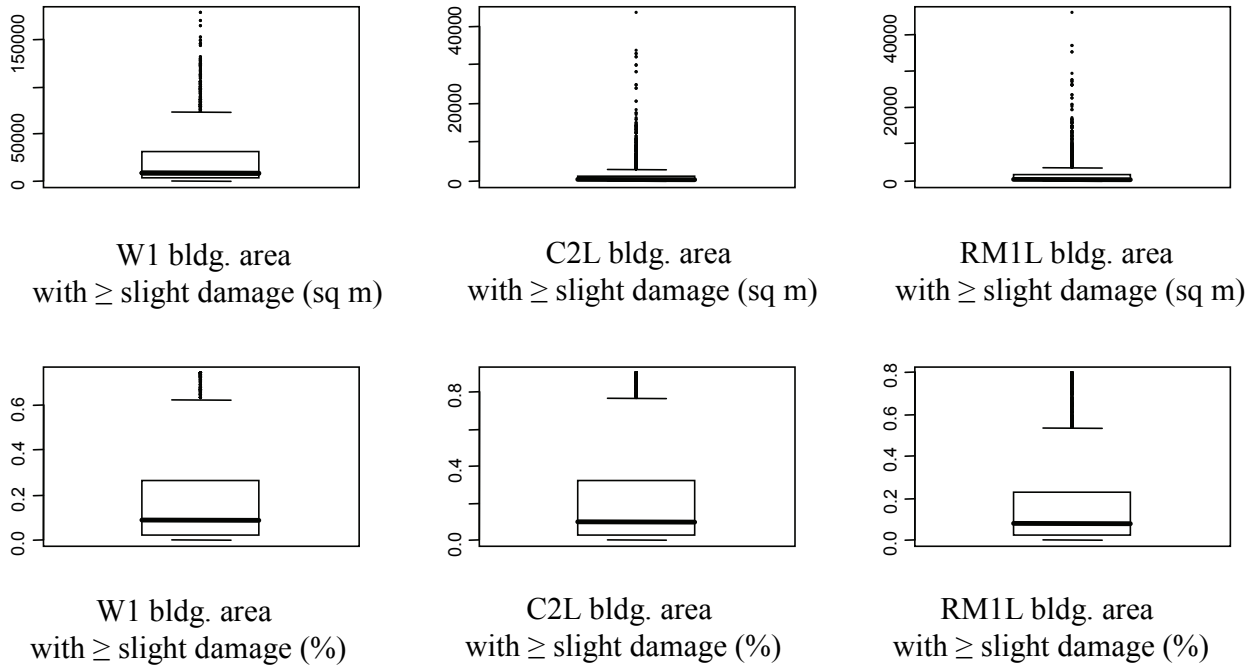 0 50000 150000
0 20000 40000
0 20000 40000
W1 bldg. area
with ≥ slight damage (sq m)
C2L bldg. area
with ≥ slight damage (sq m)
RM1L bldg. area
with ≥ slight damage (sq m)
0.0 0.2 0.4 0.6
0.0 0.4 0.8
0.0 0.2 0.4 0.6 0.8
W1 bldg. area
with ≥ slight damage (%)
C2L bldg. area
with ≥ slight damage (%)
RM1L bldg. area
with ≥ slight damage (%)